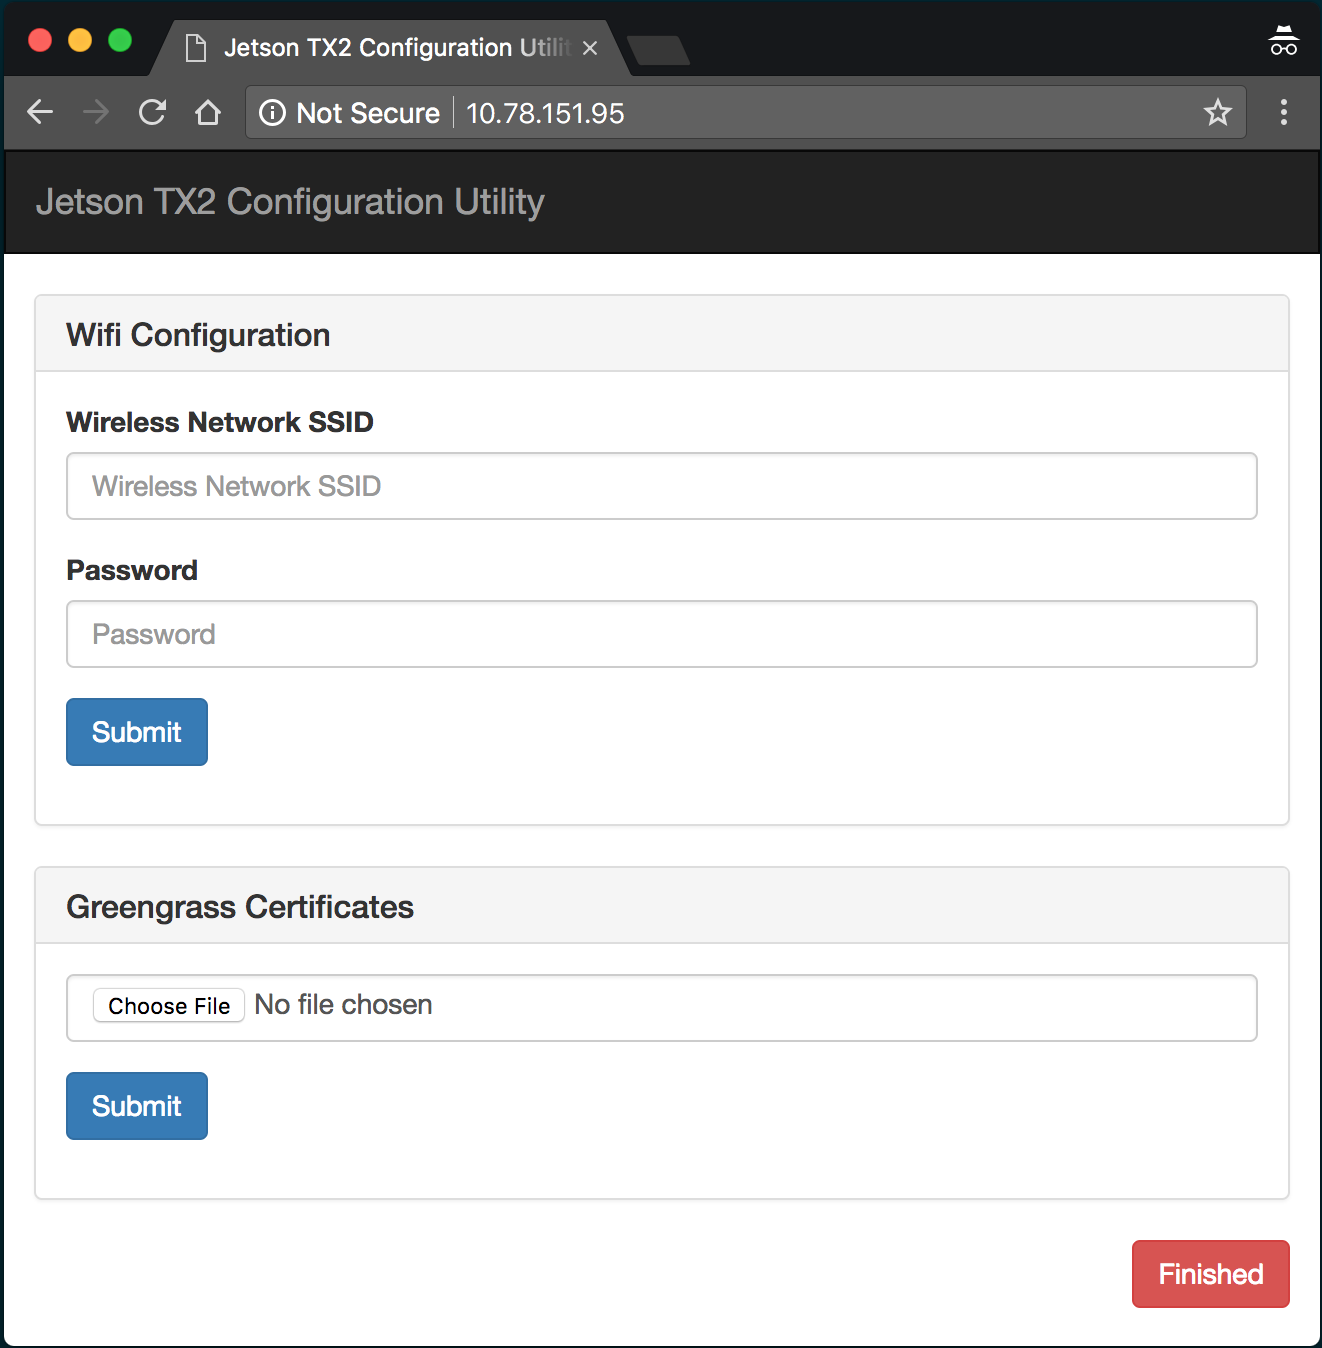 Jetson TX2 Configuration Utilit
Not Secure 10.78.151.95
Jetson TX2 Configuration Utility
Wifi Configuration
Wireless Network SSID
Wireless Network SSID
Password
Password
Submit
Greengrass Certificates
Choose File No file chosen
Submit
Finished